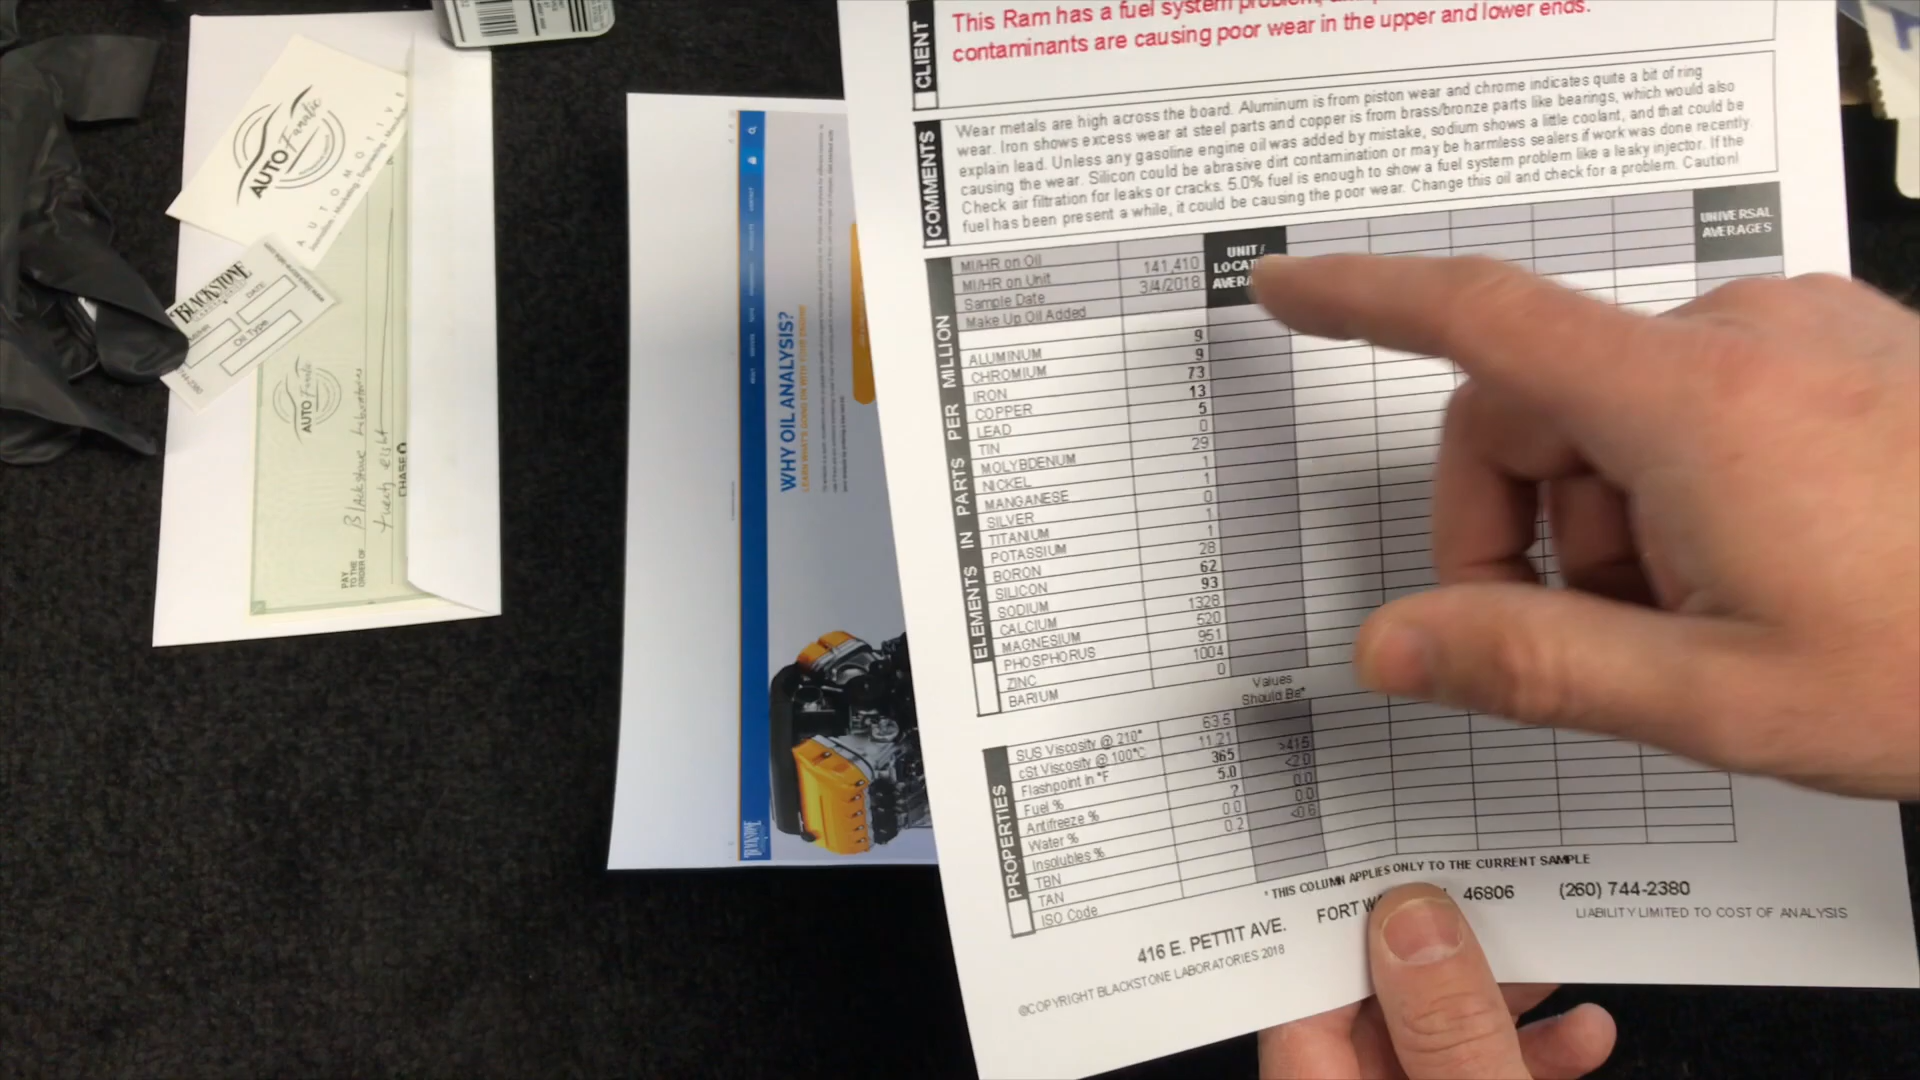 CLIENT
This Ram has a fuel system problem,
contaminants are causing poor wear in the upper and lower ends.
COMMENTS
Wear metals are high across the board. Aluminum is from piston wear and chrome indicates quite a bit of ring
wear. Iron shows excess wear at steel parts and copper is from brass/bronze parts like bearings, which would also
explain lead. Unless any gasoline engine oil was added by mistake, sodium shows a little coolant, and that could be
causing the wear. Silicon could be abrasive dirt contamination or may be harmless sealers if work was done recently.
Check air filtration for leaks or cracks. 5.0% fuel is enough to show a fuel system problem like a leaky injector. If the
fuel has been present a while, it could be causing the poor wear. Change this oil and check for a problem. Caution!
MI/HR on Oil
MI/HR on Unit 141,410
Sample Date 3/4/2018
Make Up Oil Added
UNIT /
UNIVERSAL
AVERAGES
ELEMENTS IN PARTS PER MILLION
ALUMINUM 9
CHROMIUM 9
IRON 73
COPPER 13
LEAD 5
TIN 0
MOLYBDENUM 29
NICKEL 1
MANGANESE 1
SILVER 0
TITANIUM 1
POTASSIUM 1
BORON 28
SILICON 62
SODIUM 93
CALCIUM 1328
MAGNESIUM 520
PHOSPHORUS 951
ZINC 1004
BARIUM 0
Values
Should Be*
PROPERTIES
SUS Viscosity @ 210° 63.5
cSt Viscosity @ 100°C 11.21
Flashpoint in °F 365 >415
Fuel % 5.0 <2.0
Antifreeze % ? 0.0
Water % 0.0 0.0
Insolubles % 0.2 <0.6
TBN
TAN
ISO Code
* THIS COLUMN APPLIES ONLY TO THE CURRENT SAMPLE
416 E. PETTIT AVE. FORT 46806 (260) 744-2380
©COPYRIGHT BLACKSTONE LABORATORIES 2018
LIABILITY LIMITED TO COST OF ANALYSIS
WHY OIL ANALYSIS?
BLACKSTONE
AUTO Fanatic
AUTOMOTIVE
BLACKSTONE
DATE
Oil Type
AUTO Fanatic
PAY
TO THE
ORDER OF
Blackstone Laboratories
twenty eight
CHASE